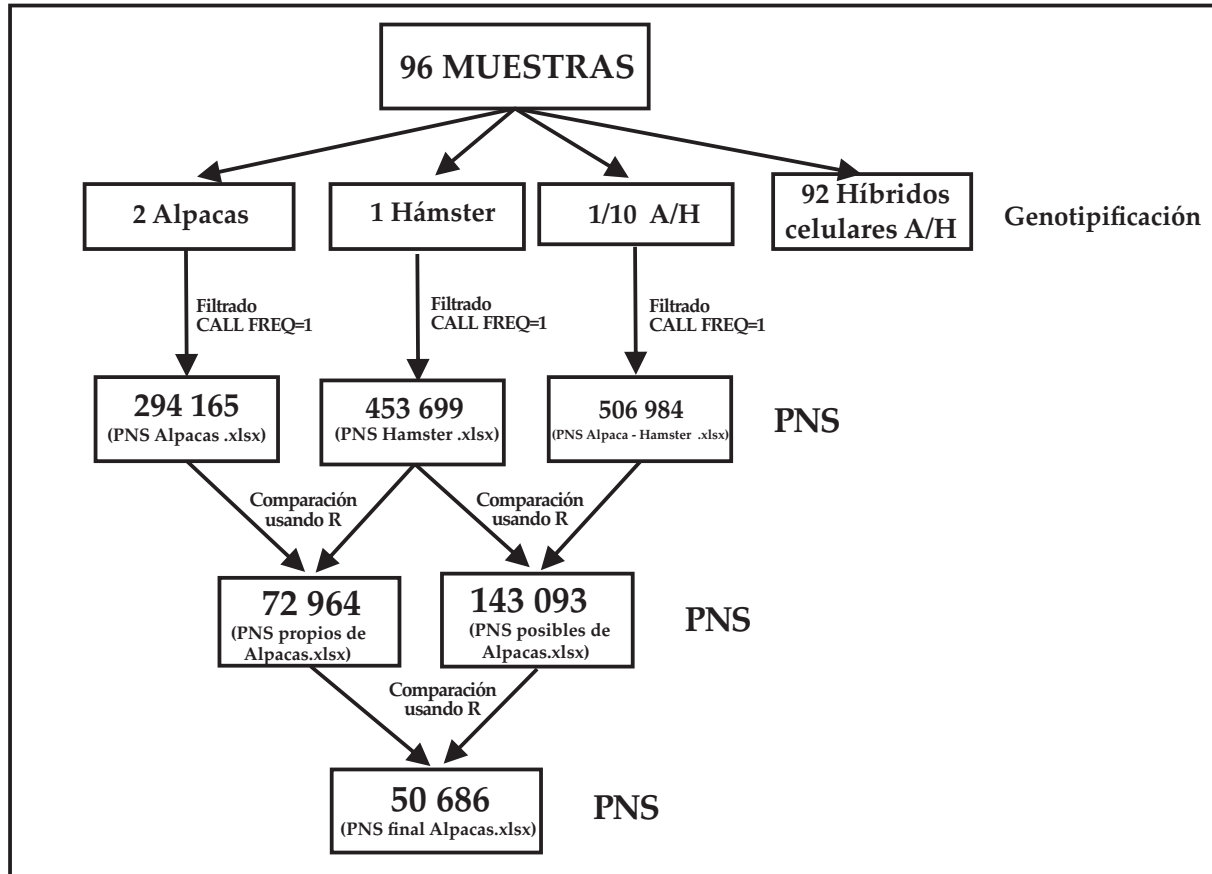 96 MUESTRAS
2 Alpacas
1 Hámster
1/10 A/H
92 Híbridos
celulares A/H
Genotipificación
Filtrado
CALL FREQ=1
Filtrado
CALL FREQ=1
Filtrado
CALL FREQ=1
294 165
(PNS Alpacas .xlsx)
453 699
(PNS Hamster .xlsx)
506 984
(PNS Alpaca - Hamster .xlsx)
PNS
Comparación
usando R
Comparación
usando R
72 964
(PNS propios de
Alpacas.xlsx)
143 093
(PNS posibles de
Alpacas.xlsx)
PNS
Comparación
usando R
50 686
(PNS final Alpacas.xlsx)
PNS